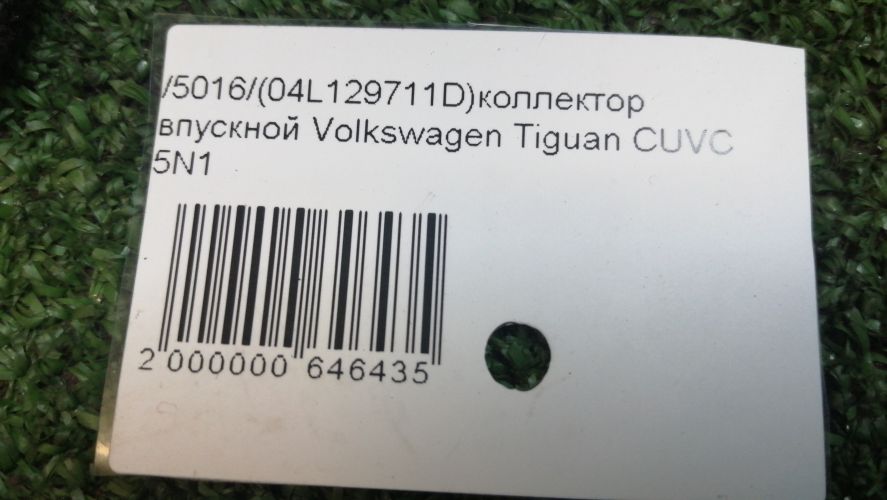 /5016/(04L129711D)коллектор
впускной Volkswagen Tiguan CUVC
5N1
2 000000 646435